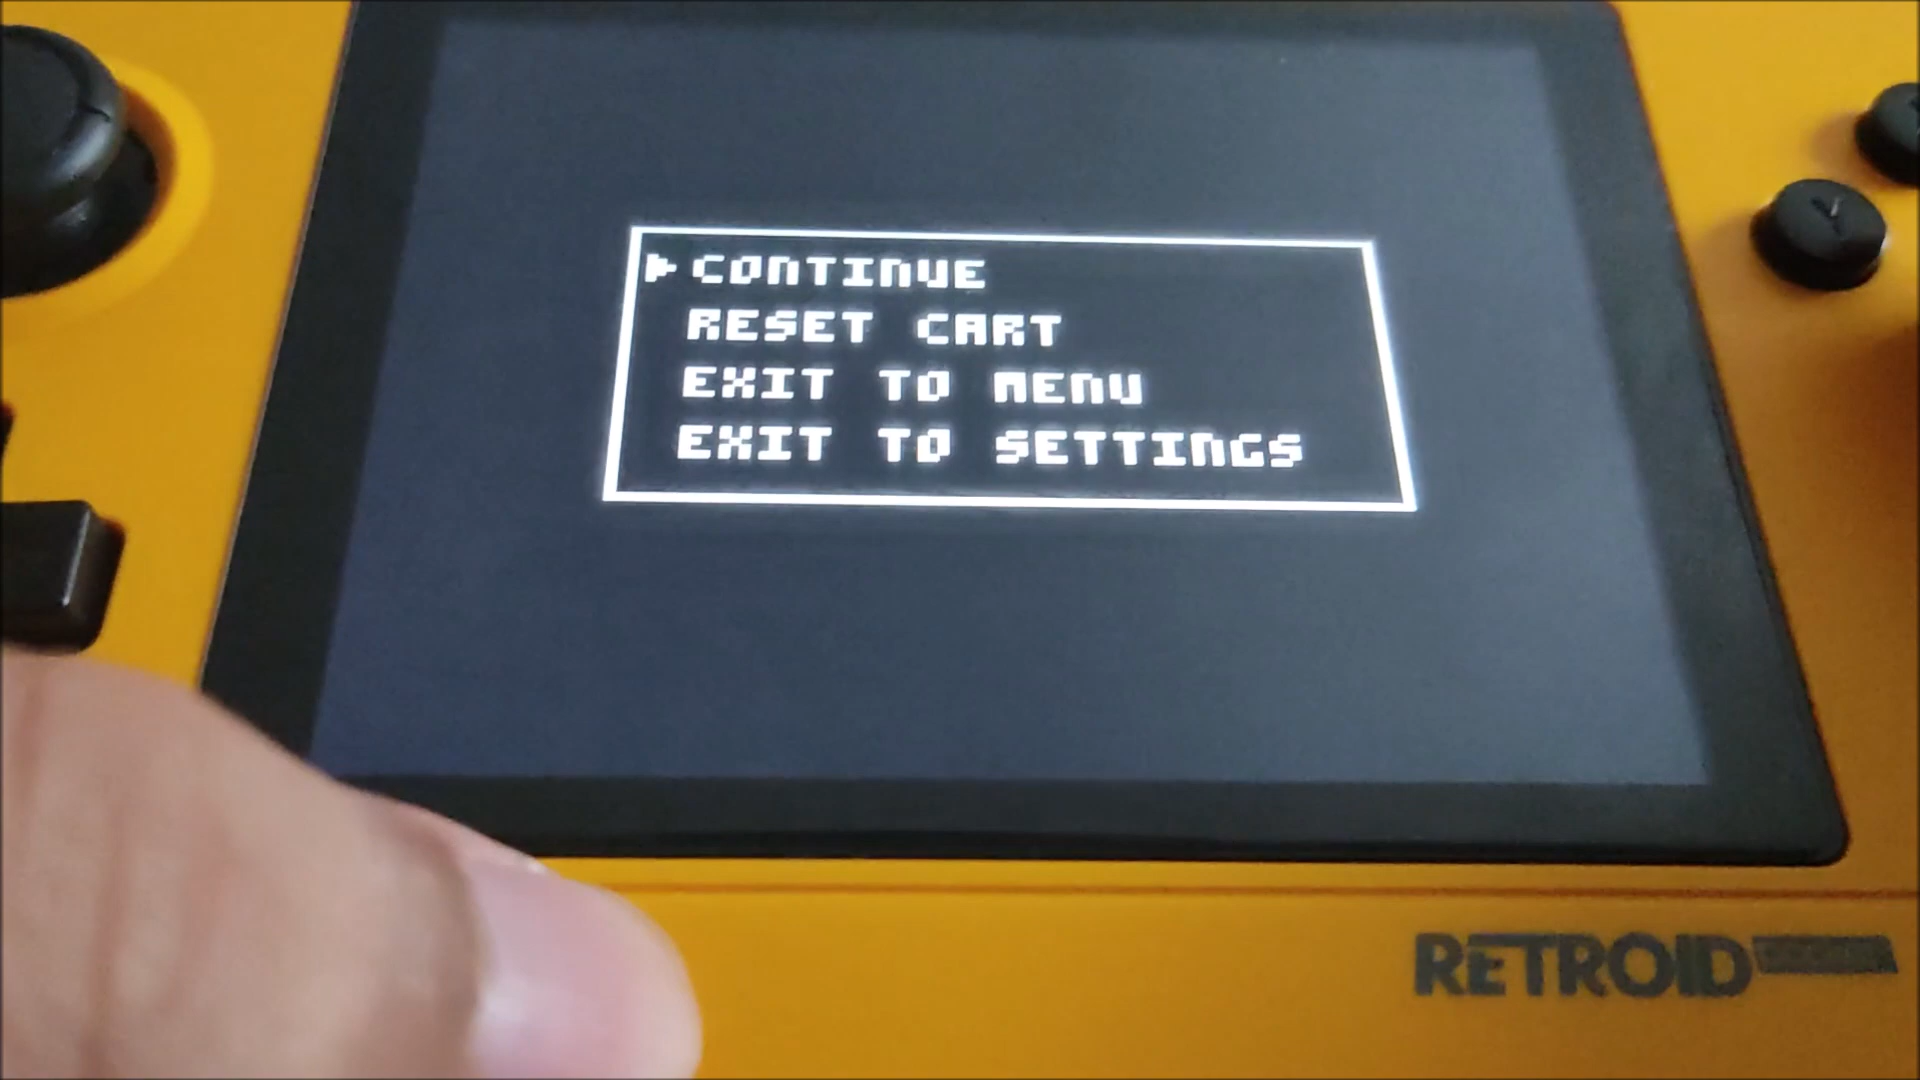 CONTINUE
RESET CART
EXIT TO MENU
EXIT TO SETTINGS
RETROID